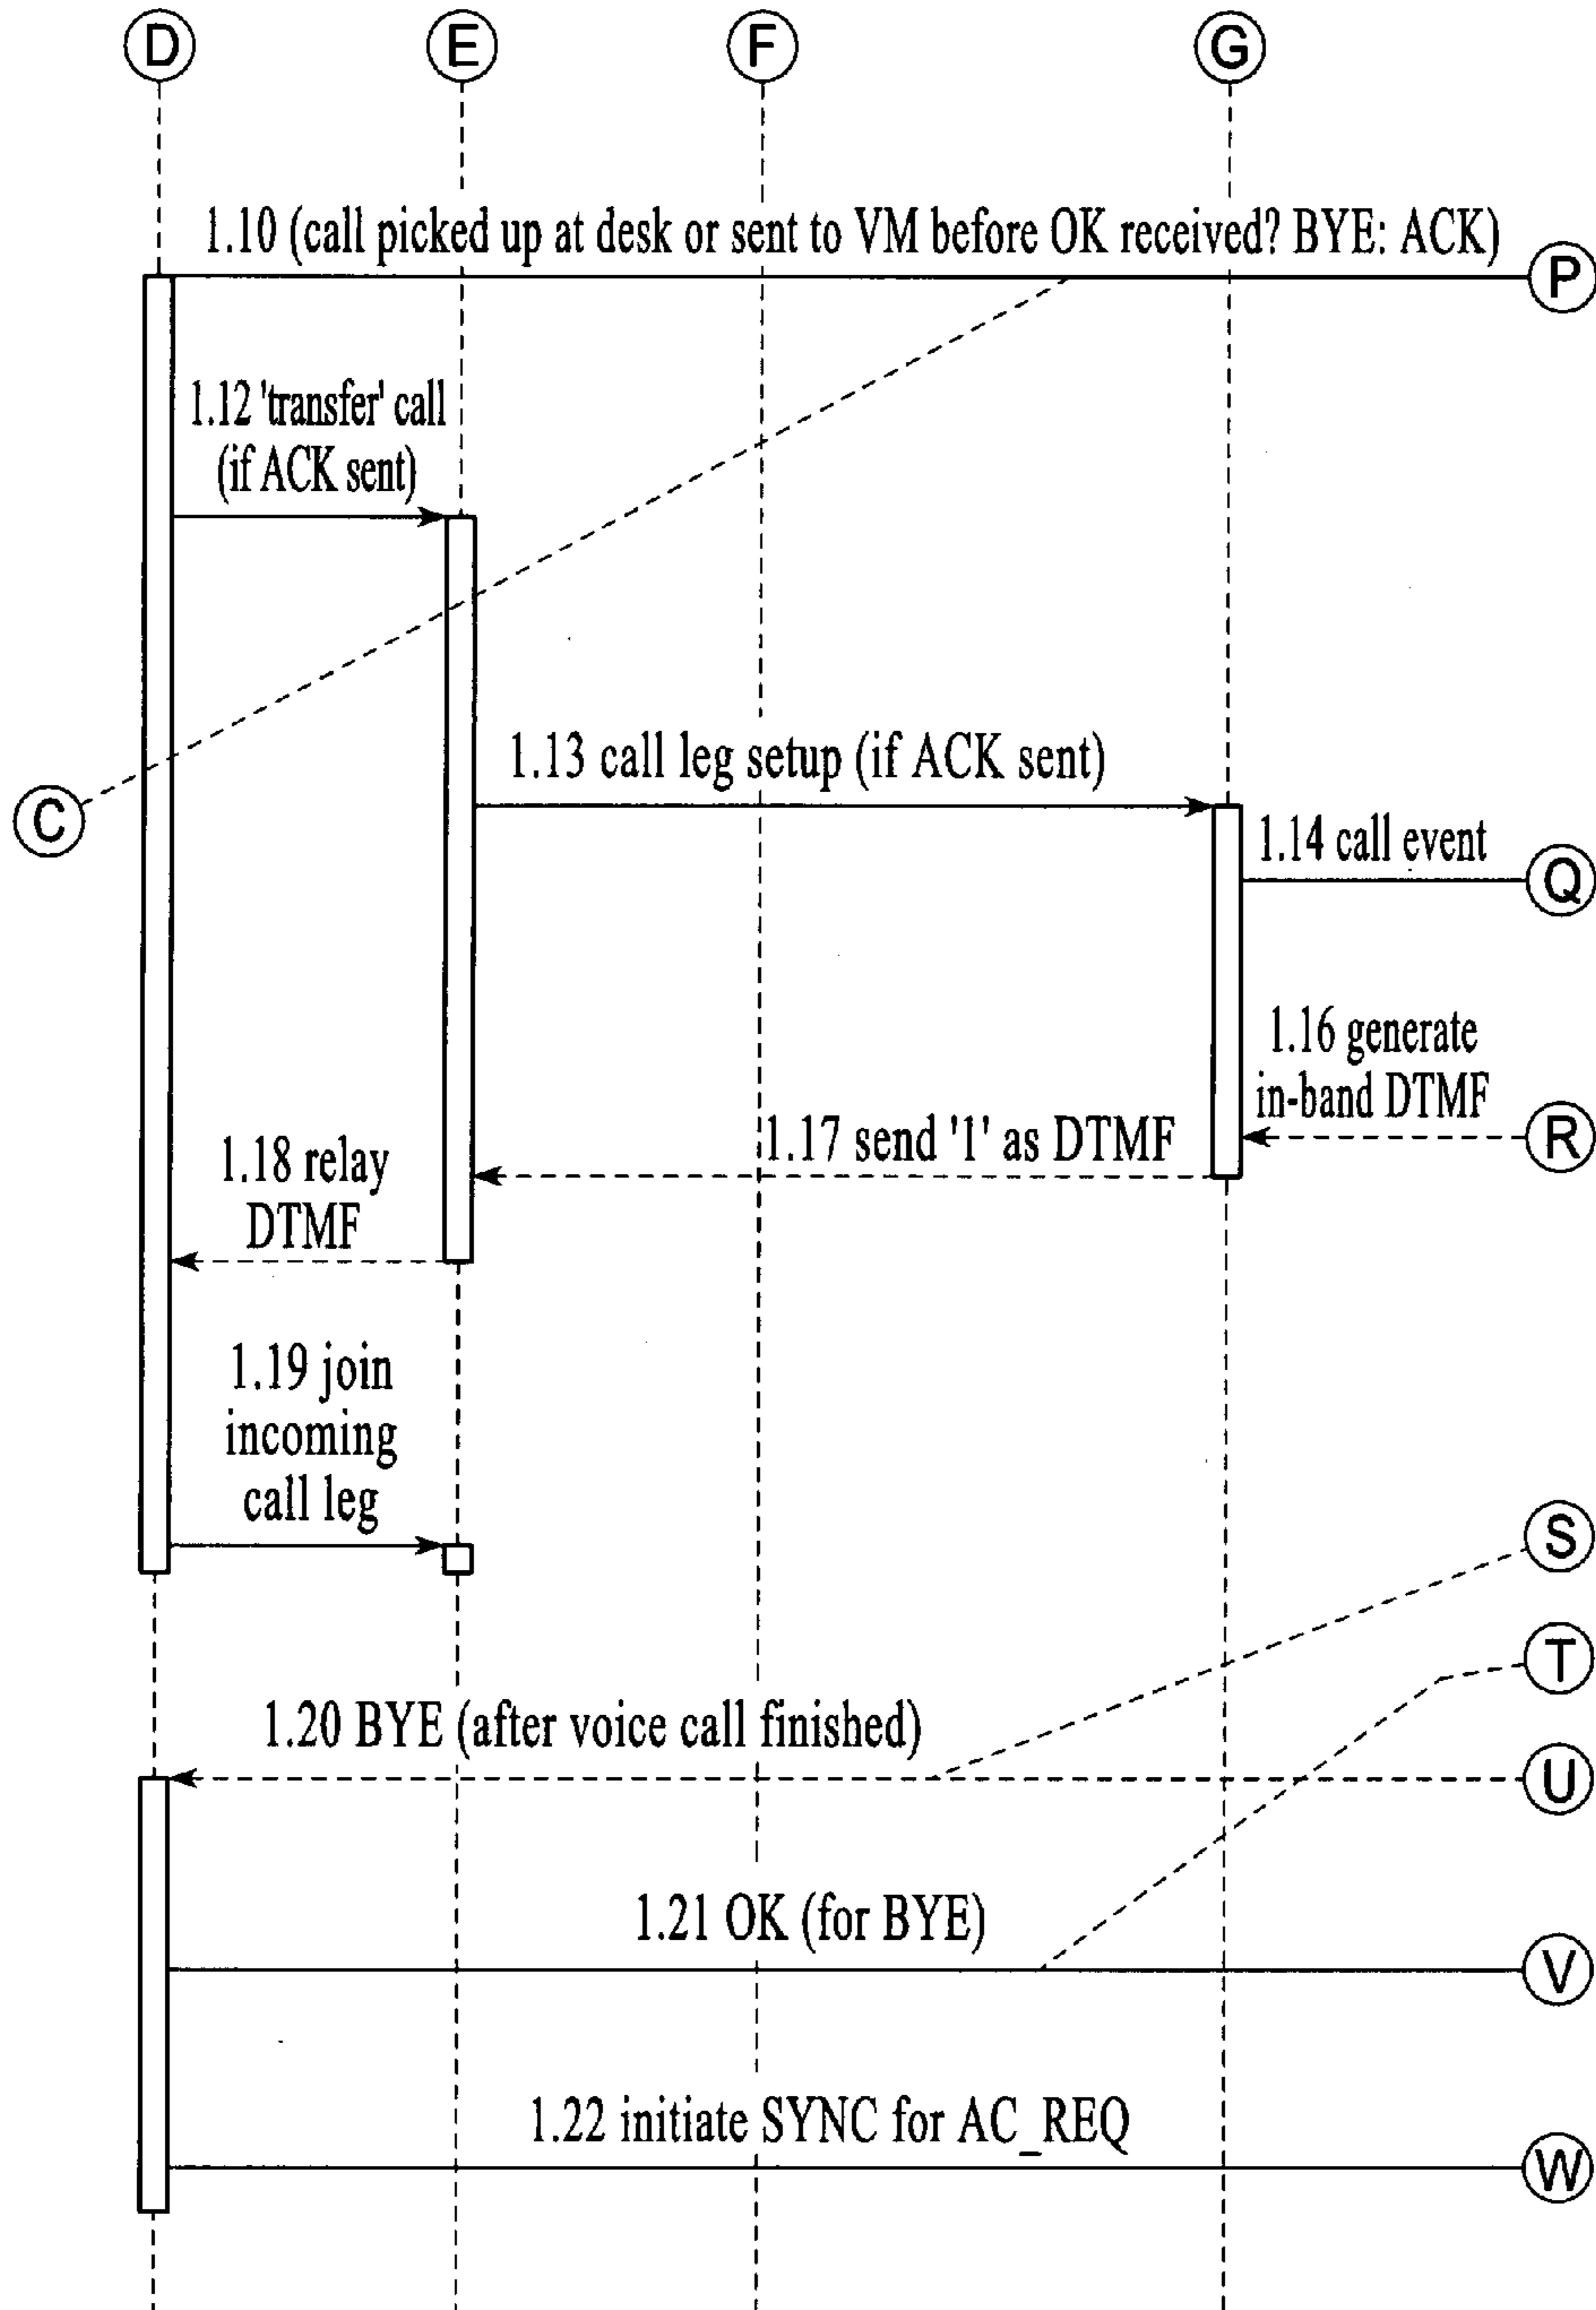 D E F G
1.10 (call picked up at desk or sent to VM before OK received? BYE: ACK)
P
1.12 'transfer' call
(if ACK sent)
1.13 call leg setup (if ACK sent)
C
1.14 call event
Q
1.16 generate
in-band DTMF
R
1.17 send '1' as DTMF
1.18 relay
DTMF
1.19 join
incoming
call leg
S
T
1.20 BYE (after voice call finished)
U
1.21 OK (for BYE)
V
1.22 initiate SYNC for AC_REQ
W